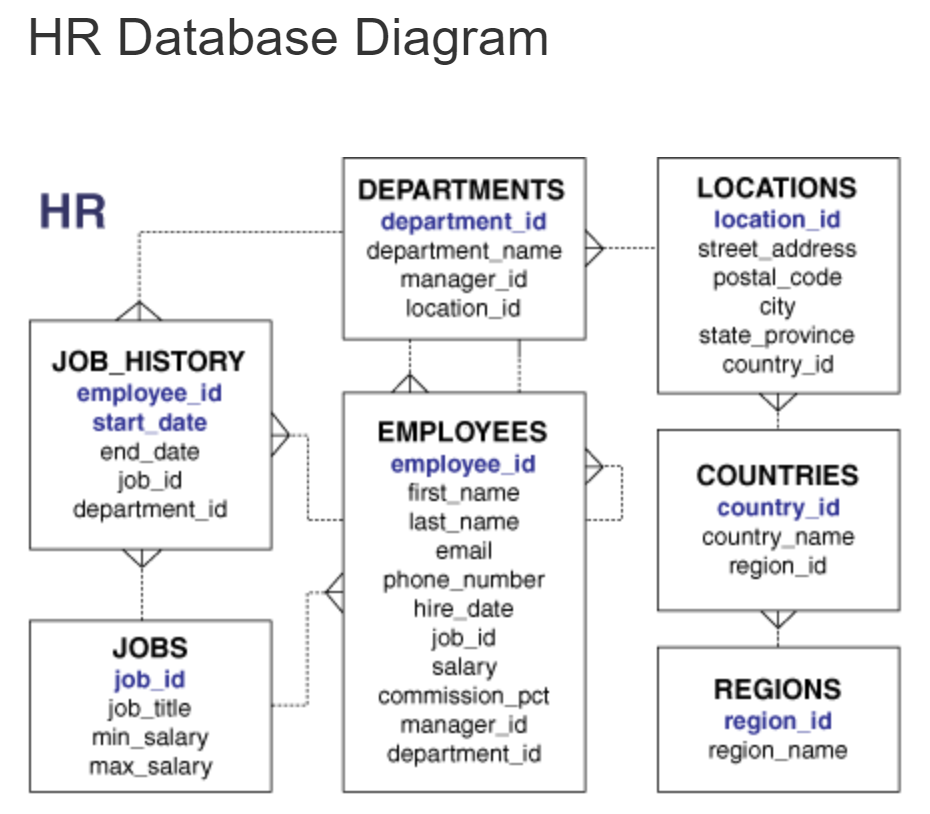 HR Database Diagram
HR
DEPARTMENTS
department_id
department_name
manager_id
location_id
LOCATIONS
location_id
street_address
postal_code
city
state_province
country_id
JOB_HISTORY
employee_id
start_date
end_date
job_id
department_id
EMPLOYEES
employee_id
first_name
last_name
email
phone_number
hire_date
job_id
salary
commission_pct
manager_id
department_id
COUNTRIES
country_id
country_name
region_id
JOBS
job_id
job_title
min_salary
max_salary
REGIONS
region_id
region_name